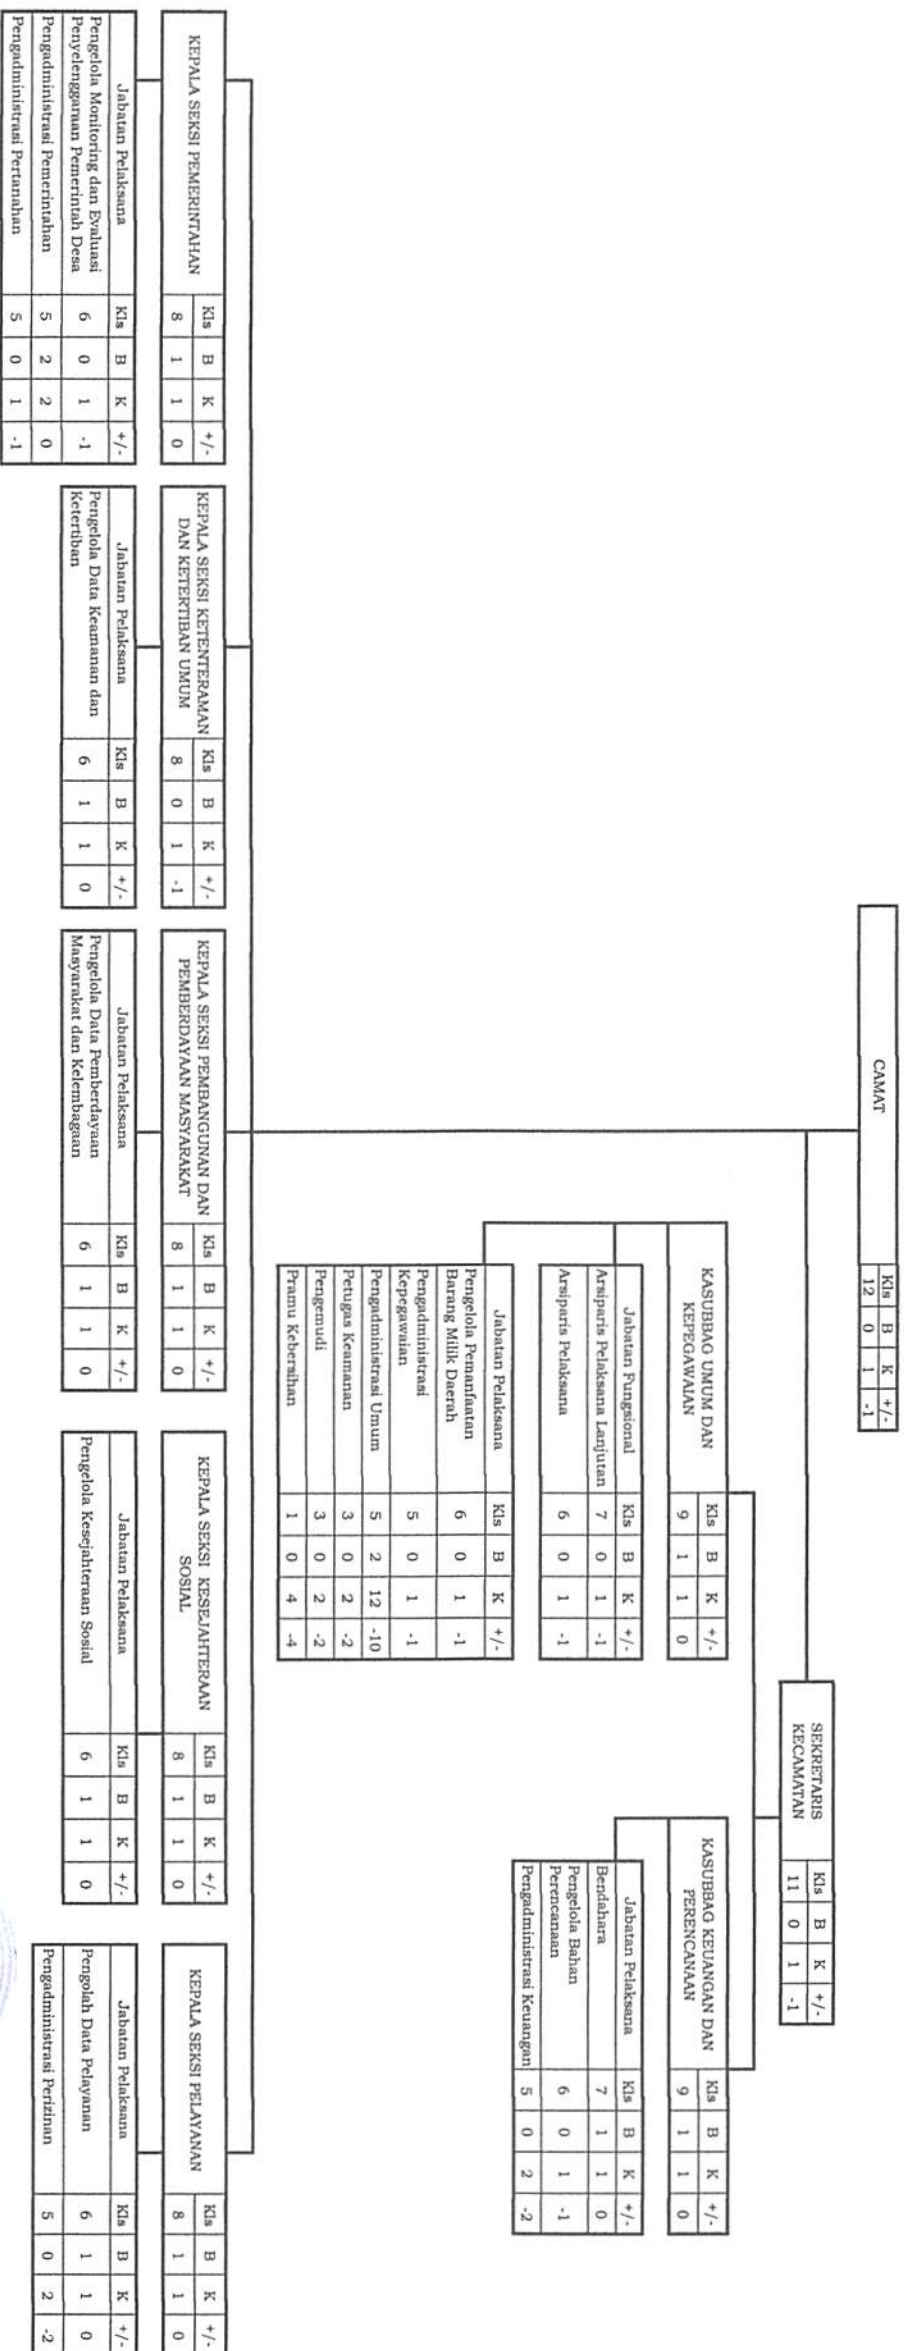 CAMAT
Kls B K +/-
12 0 1 -1
SEKRETARIS
KECAMATAN
Kls B K +/-
11 0 1 -1
KASUBBAG UMUM DAN
KEPEGAWAIAN
Kls B K +/-
9 1 1 0
Jabatan Fungsional Kls B K +/-
Arsiparis Pelaksana Lanjutan 7 0 1 -1
Arsiparis Pelaksana 6 0 1 -1
Jabatan Pelaksana Kls B K +/-
Pengelola Pemanfaatan
Barang Milik Daerah 6 0 1 -1
Pengadministrasi
Kepegawaian 5 0 1 -1
Pengadministrasi Umum 5 2 12 -10
Petugas Keamanan 3 0 2 -2
Pengemudi 3 0 2 -2
Pramu Kebersihan 1 0 4 -4
KASUBBAG KEUANGAN DAN
PERENCANAAN
Kls B K +/-
9 1 1 0
Jabatan Pelaksana Kls B K +/-
Bendahara 7 1 1 0
Pengelola Bahan
Perencanaan 6 0 1 -1
Pengadministrasi Keuangan 5 0 2 -2
KEPALA SEKSI PEMERINTAHAN
Kls B K +/-
8 1 1 0
Jabatan Pelaksana Kls B K +/-
Pengelola Monitoring dan Evaluasi
Penyelenggaraan Pemerintah Desa 6 0 1 -1
Pengadministrasi Pemerintahan 5 2 2 0
Pengadministrasi Pertanahan 5 0 1 -1
KEPALA SEKSI KETENTERAMAN
DAN KETERTIBAN UMUM
Kls B K +/-
8 0 1 -1
Jabatan Pelaksana Kls B K +/-
Pengelola Data Keamanan dan
Ketertiban 6 1 1 0
KEPALA SEKSI PEMBANGUNAN DAN
PEMBERDAYAAN MASYARAKAT
Kls B K +/-
8 1 1 0
Jabatan Pelaksana Kls B K +/-
Pengelola Data Pemberdayaan
Masyarakat dan Kelembagaan 6 1 1 0
KEPALA SEKSI KESEJAHTERAAN
SOSIAL
Kls B K +/-
8 1 1 0
Jabatan Pelaksana Kls B K +/-
Pengelola Kesejahteraan Sosial 6 1 1 0
KEPALA SEKSI PELAYANAN
Kls B K +/-
8 1 1 0
Jabatan Pelaksana Kls B K +/-
Pengolah Data Pelayanan 6 1 1 0
Pengadministrasi Perizinan 5 0 2 -2